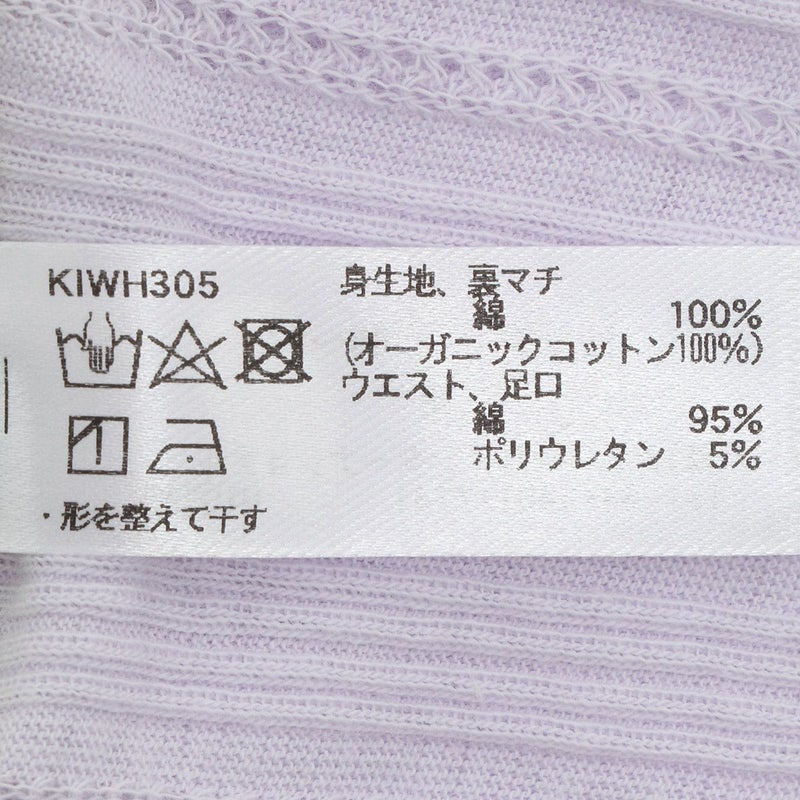 KIWH305
・形を整えて干す
身生地、裏マチ
綿 100%
(オーガニックコットン100%)
ウエスト、足口
綿 95%
ポリウレタン 5%